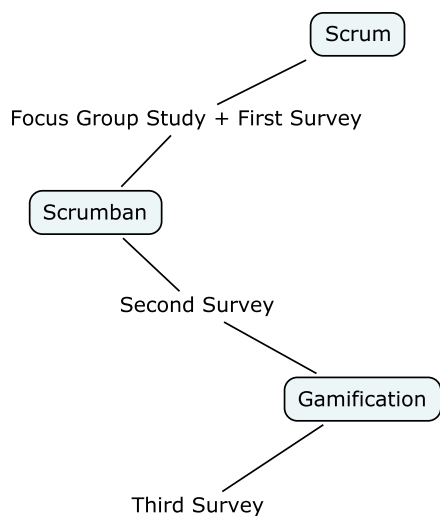 Scrum
Focus Group Study + First Survey
Scrumban
Second Survey
Gamification
Third Survey